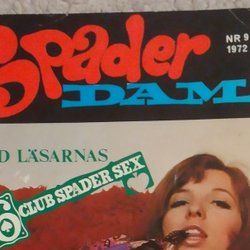 Spader
NR 9
1972
DAM
D LÄSARNAS
CLUB SPADER SEX